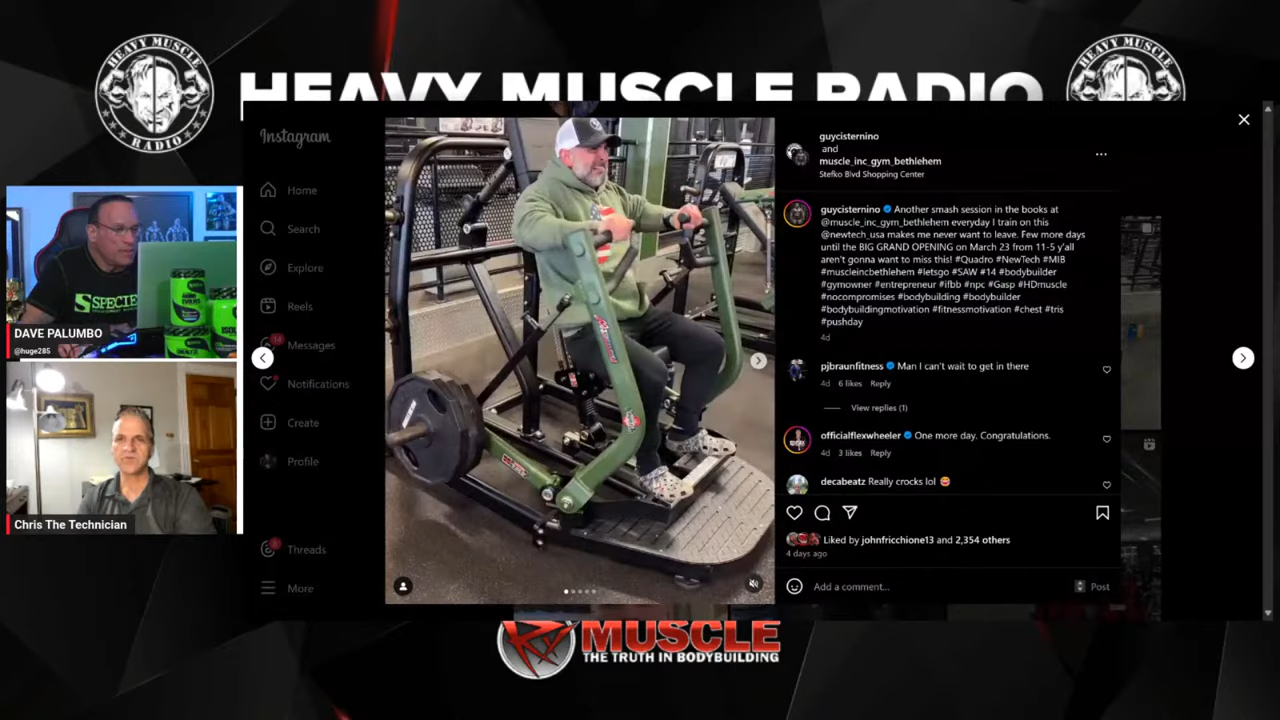 HEAVY MUSCLE
RADIO
HEAVY MUSCLE RADIO
HEAVY MUSCLE
DAVE PALUMBO
@huge285
SPECIES
Chris The Technician
Instagram
Home
Search
Explore
Reels
14
Messages
Notifications
Create
Profile
Threads
More
guycisternino
and
muscle_inc_gym_bethlehem
Stefko Blvd Shopping Center
guycisternino Another smash session in the books at
@muscle_inc_gym_bethlehem everyday I train on this
@newtech_usa makes me never want to leave. Few more days
until the BIG GRAND OPENING on March 23 from 11-5 y'all
aren't gonna want to miss this! #Quadro #NewTech #MIB
#muscleincbethlehem #letsgo #SAW #14 #bodybuilder
#gymowner #entrepreneur #ifbb #npc #Gasp #HDmuscle
#nocompromises #bodybuilding #bodybuilder
#bodybuildingmotivation #fitnessmotivation #chest #tris
#pushday
4d
pjbraunfitness Man I can't wait to get in there
4d 6 likes Reply
View replies (1)
officialflexwheeler One more day. Congratulations.
4d 3 likes Reply
decabeatz Really crocks lol
Liked by johnfricchione13 and 2,354 others
4 days ago
Add a comment...
Post
RX
MUSCLE
THE TRUTH IN BODYBUILDING